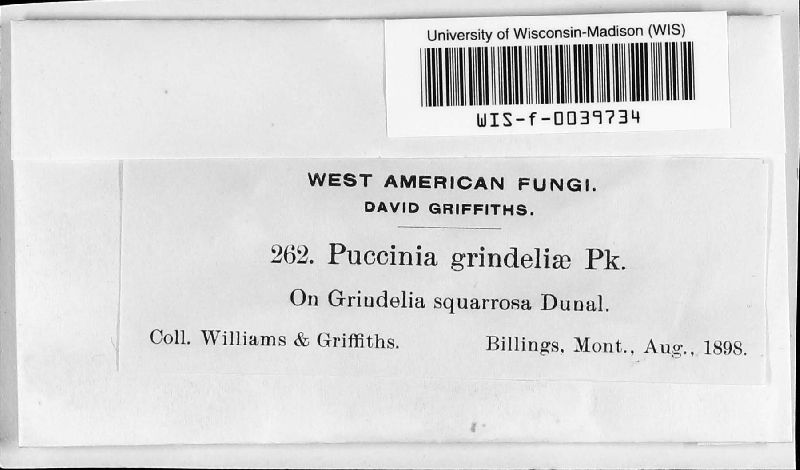 University of Wisconsin-Madison (WIS)
WIS-f-0039734
WEST AMERICAN FUNGI.
DAVID GRIFFITHS.
262. Puccinia grindeliæ Pk.
On Grindelia squarrosa Dunal.
Coll. Williams & Griffiths. Billings, Mont., Aug., 1898.